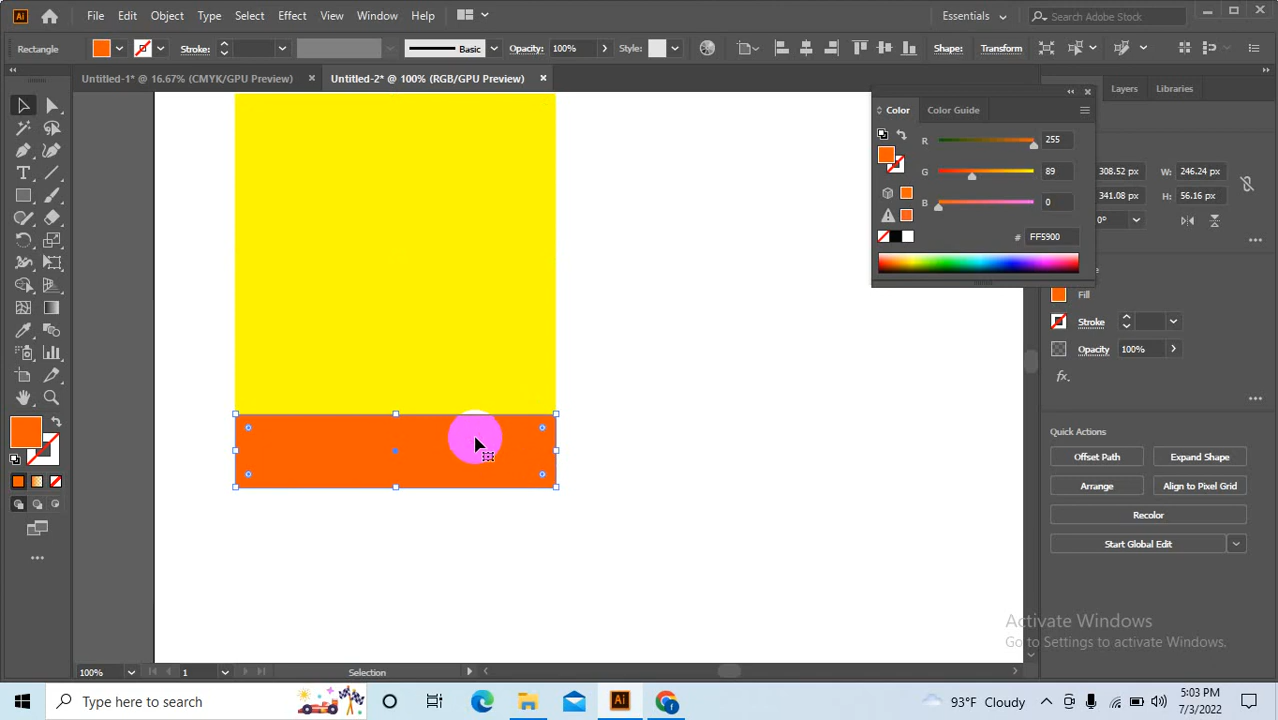 Ai File Edit Object Type Select Effect View Window Help Essentials Search Adobe Stock
Rectangle Stroke: Basic Opacity: 100% Style: Shape: Transform
Untitled-1* @ 16.67% (CMYK/GPU Preview) × Untitled-2* @ 100% (RGB/GPU Preview) ×
Layers Libraries
Color Color Guide
R 255
G 89
B 0
# FF5900
308.52 px W: 246.24 px
341.08 px H: 56.16 px
0°
Fill
Stroke
Opacity 100%
fx.
Quick Actions
Offset Path Expand Shape
Arrange Align to Pixel Grid
Recolor
Start Global Edit
Activate Windows
Go to Settings to activate Windows.
100% 1 Selection
Type here to search Ai 93°F Cloudy 5:03 PM
7/3/2022